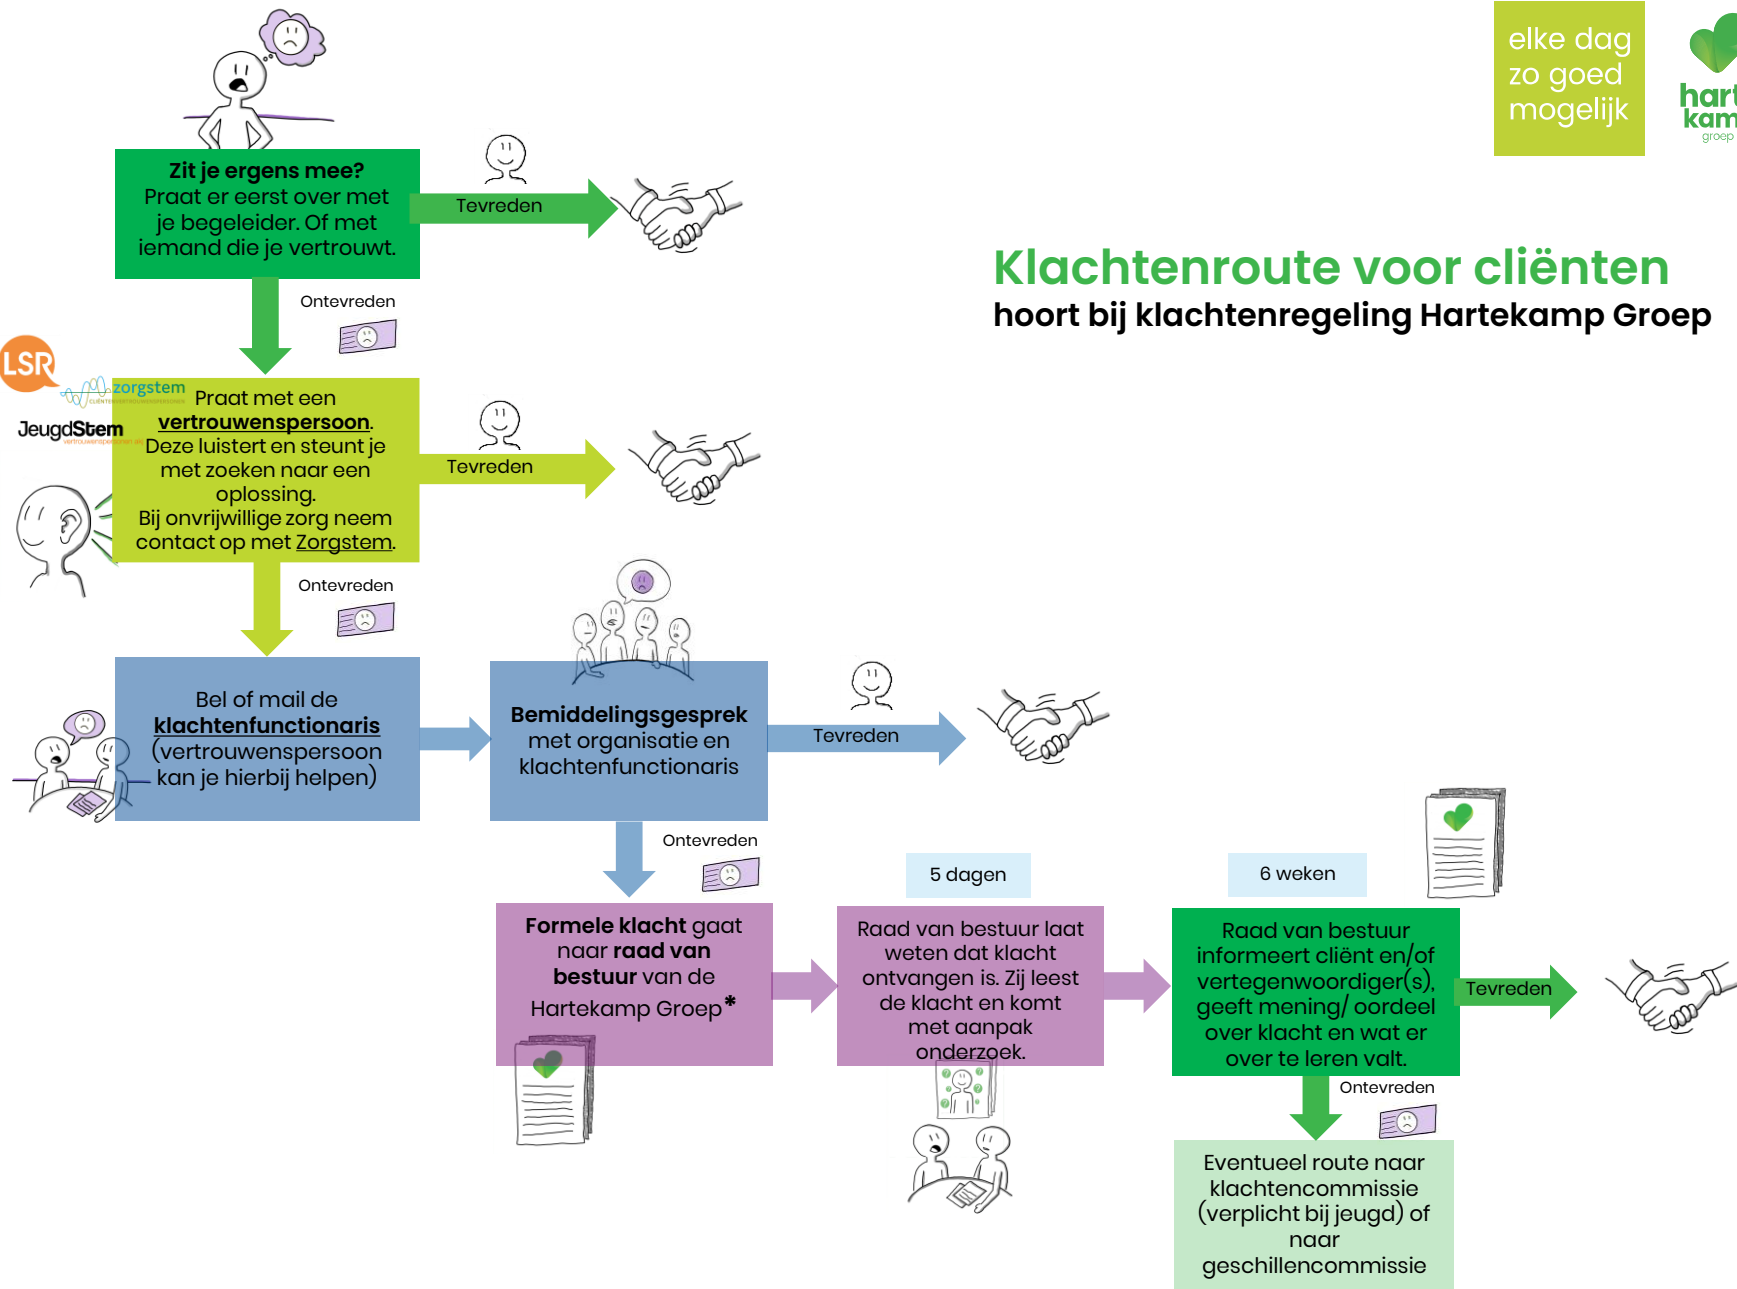 elke dag
zo goed
mogelijk
groep
Klachtenroute voor cliënten
hoort bij klachtenregeling Hartekamp Groep
Zit je ergens mee?
Praat er eerst over met
je begeleider. Of met
iemand die je vertrouwt.
Tevreden
Ontevreden
LSR
zorgstem
JeugdStem
Praat met een
vertrouwenspersoon.
Deze luistert en steunt je
met zoeken naar een
oplossing.
Bij onvrijwillige zorg neem
contact op met Zorgstem.
Tevreden
Ontevreden
Bel of mail de
klachtenfunctionaris
(vertrouwenspersoon
kan je hierbij helpen)
Bemiddelingsgesprek
met organisatie en
klachtenfunctionaris
Tevreden
Ontevreden
Formele klacht gaat
naar raad van
bestuur van de
Hartekamp Groep*
5 dagen
Raad van bestuur laat
weten dat klacht
ontvangen is. Zij leest
de klacht en komt
met aanpak
onderzoek.
6 weken
Raad van bestuur
informeert cliënt en/of
vertegenwoordiger(s),
geeft mening/ oordeel
over klacht en wat er
over te leren valt.
Tevreden
Ontevreden
Eventueel route naar
klachtencommissie
(verplicht bij jeugd) of
naar
geschillencommissie